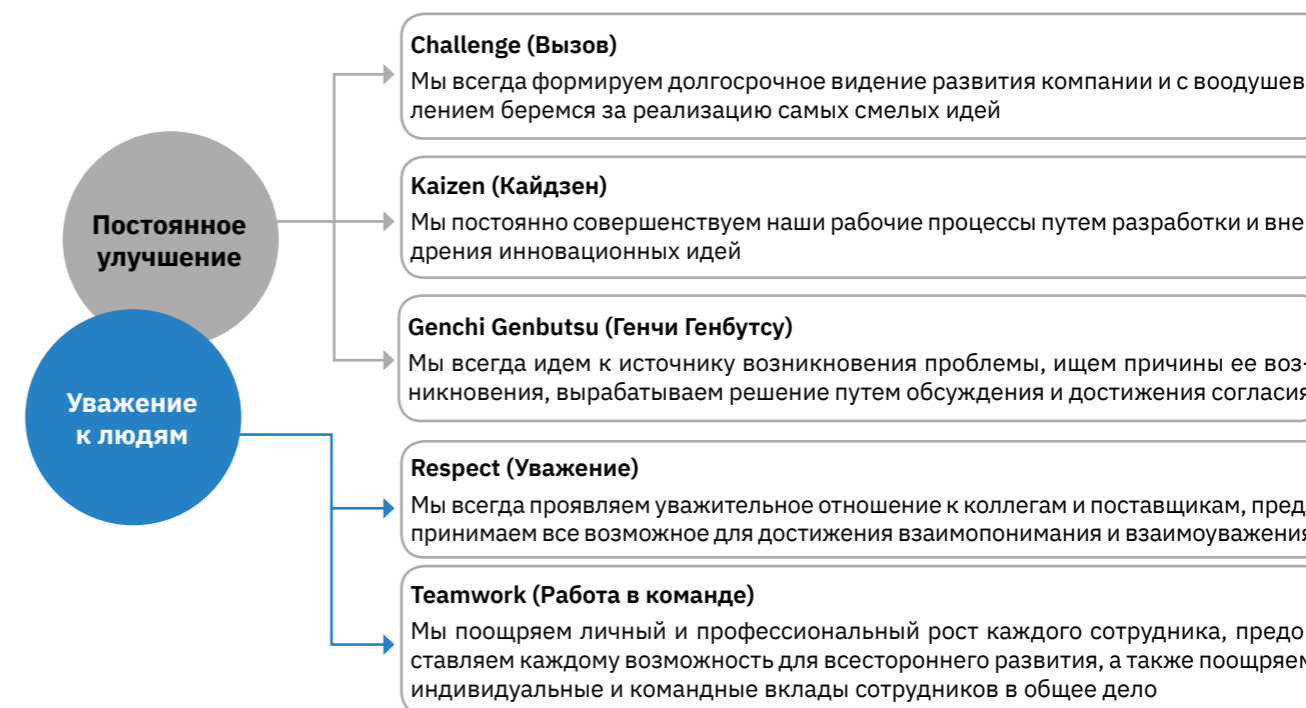 Challenge (Вызов)
Мы всегда формируем долгосрочное видение развития компании и с воодушев
лением беремся за реализацию самых смелых идей
Kaizen (Кайдзен)
Мы постоянно совершенствуем наши рабочие процессы путем разработки и вне
дрения инновационных идей
Genchi Genbutsu (Генчи Генбутсу)
Мы всегда идем к источнику возникновения проблемы, ищем причины ее воз-
никновения, вырабатываем решение путем обсуждения и достижения согласия
Постоянное
улучшение
Уважение
к людям
Respect (Уважение)
Мы всегда проявляем уважительное отношение к коллегам и поставщикам, пред
принимаем все возможное для достижения взаимопонимания и взаимоуважения
Teamwork (Работа в команде)
Мы поощряем личный и профессиональный рост каждого сотрудника, предо
ставляем каждому возможность для всестороннего развития, а также поощряем
индивидуальные и командные вклады сотрудников в общее дело